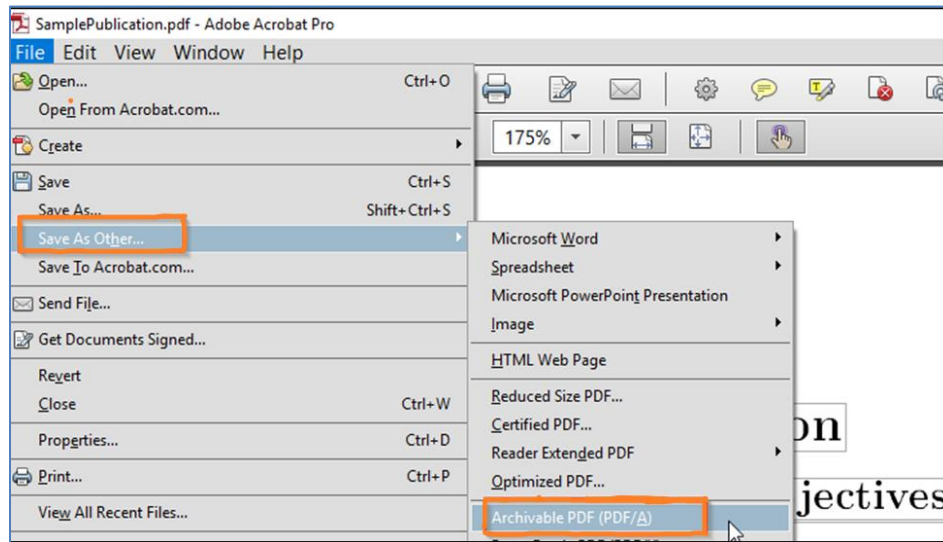 SamplePublication.pdf - Adobe Acrobat Pro
File Edit View Window Help
Open... Ctrl+O
Open From Acrobat.com...
Create
175%
Save Ctrl+S
Save As... Shift+Ctrl+S
Save As Other...
Save To Acrobat.com...
Send File...
Get Documents Signed...
Revert
Close Ctrl+W
Properties... Ctrl+D
Print... Ctrl+P
View All Recent Files...
Microsoft Word
Spreadsheet
Microsoft PowerPoint Presentation
Image
HTML Web Page
Reduced Size PDF...
Certified PDF...
Reader Extended PDF
Optimized PDF...
Archivable PDF (PDF/A)
on
jectives